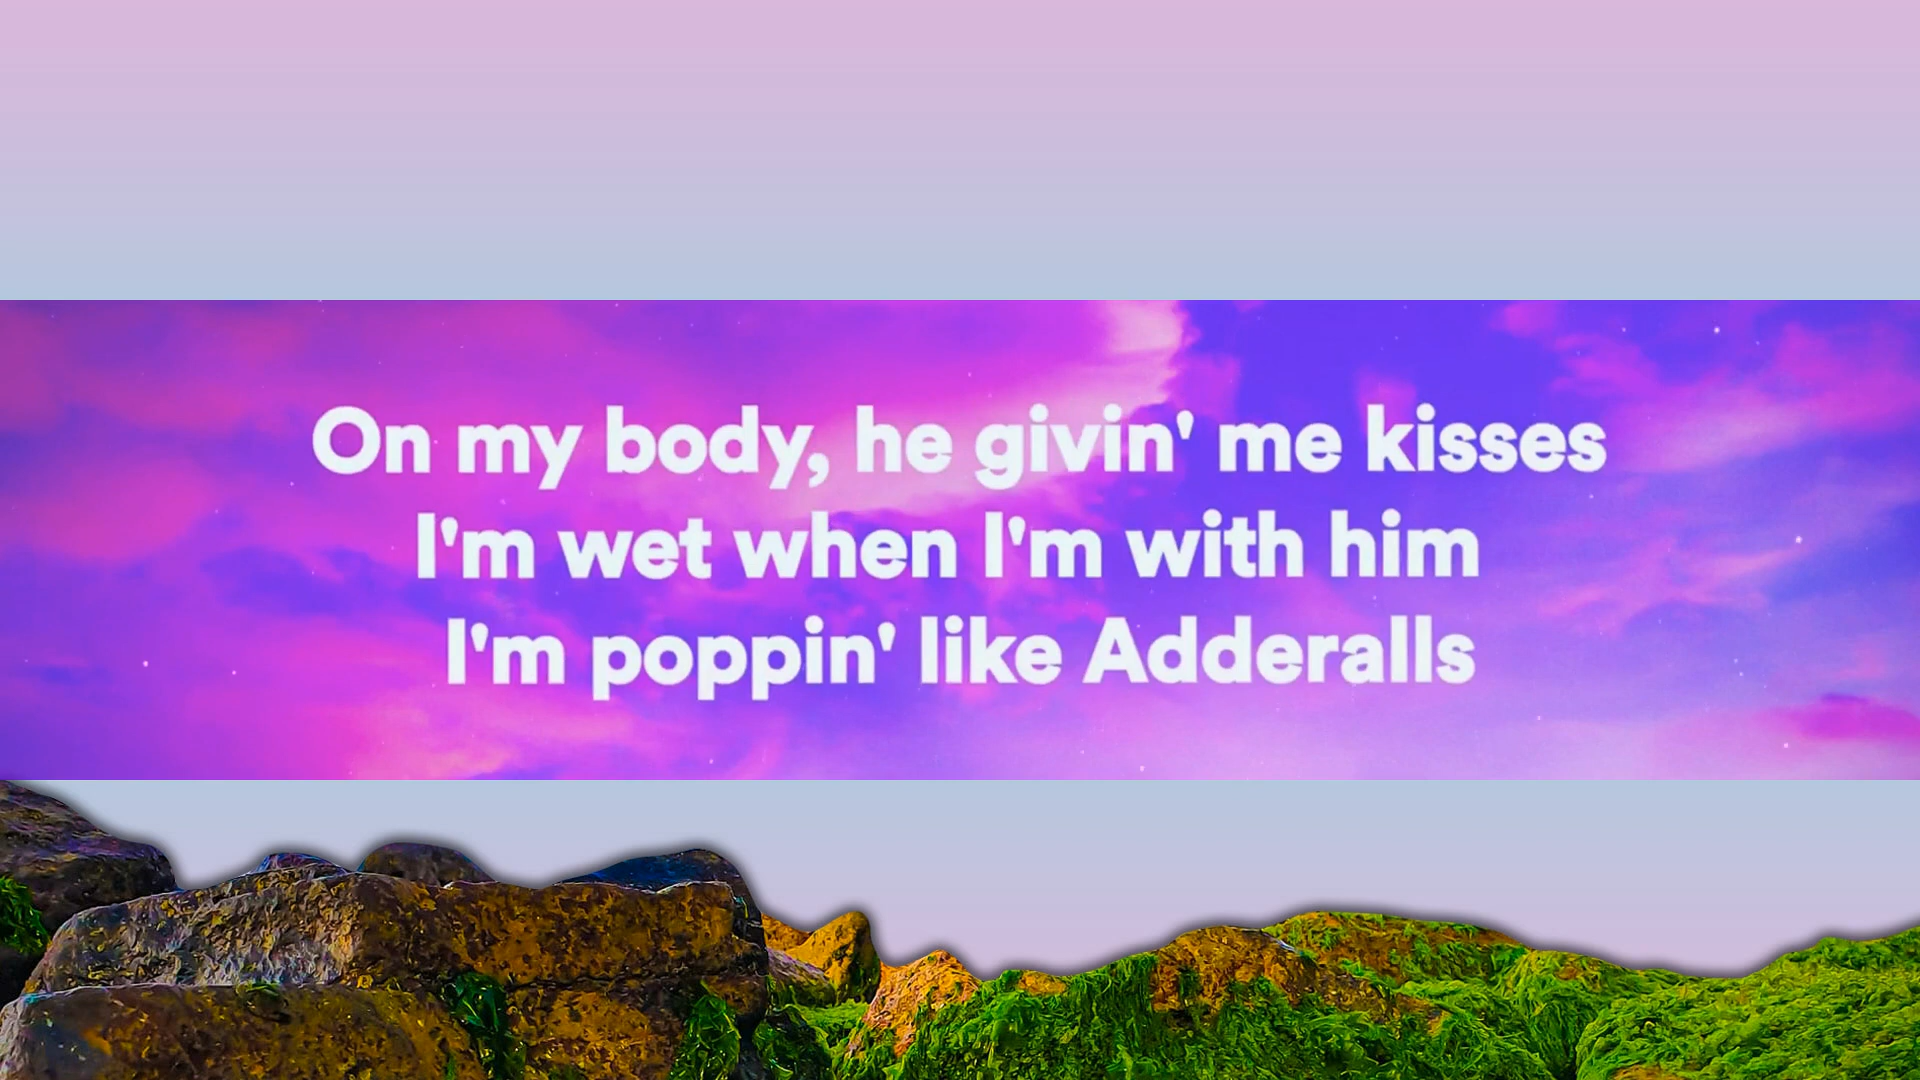 On my body, he givin' me kisses
I'm wet when I'm with him
I'm poppin' like Adderalls